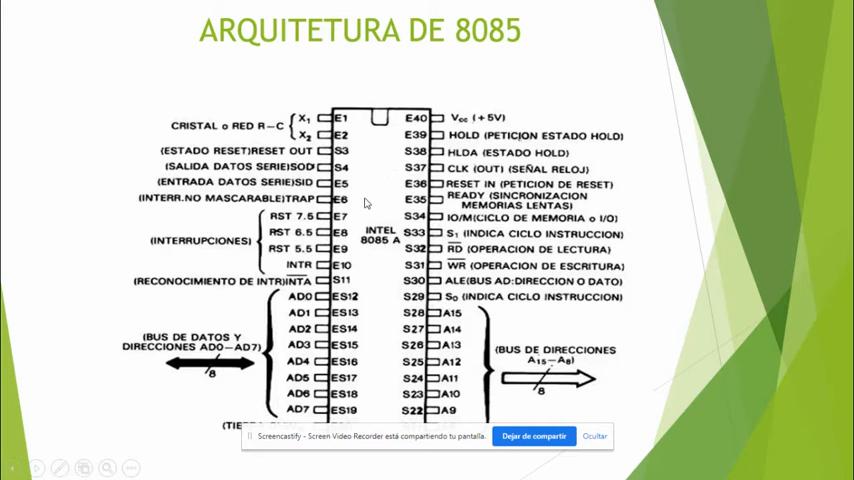 ARQUITETURA DE 8085
CRISTAL o RED R-C
X1
X2
(ESTADO RESET)RESET OUT
(SALIDA DATOS SERIE)SOD
(ENTRADA DATOS SERIE)SID
(INTERR.NO MASCARABLE)TRAP
RST 7.5
RST 6.5
RST 5.5
(INTERRUPCIONES)
INTR
(RECONOCIMIENTO DE INTR)INTA
AD0
AD1
AD2
AD3
AD4
AD5
AD6
AD7
(BUS DE DATOS Y
DIRECCIONES AD0-AD7)
8
E1
E2
S3
S4
E5
E6
E7
E8
E9
E10
S11
ES12
ES13
ES14
ES15
ES16
ES17
ES18
ES19
INTEL
8085 A
E40
E39
S38
S37
E36
E35
S34
S33
S32
S31
S30
S29
S28
S27
S26
S25
S24
S23
S22
Vcc (+5V)
HOLD (PETICION ESTADO HOLD)
HLDA (ESTADO HOLD)
CLK (OUT) (SEÑAL RELOJ)
RESET IN (PETICION DE RESET)
READY (SINCRONIZACION
MEMORIAS LENTAS)
IO/M(CICLO DE MEMORIA o I/O)
S1 (INDICA CICLO INSTRUCCION)
RD (OPERACION DE LECTURA)
WR (OPERACION DE ESCRITURA)
ALE(BUS AD:DIRECCION O DATO)
S0 (INDICA CICLO INSTRUCCION)
A15
A14
A13
A12
A11
A10
A9
(BUS DE DIRECCIONES
A15-A8)
8
Screencastify - Screen Video Recorder está compartiendo tu pantalla.
Dejar de compartir
Ocultar